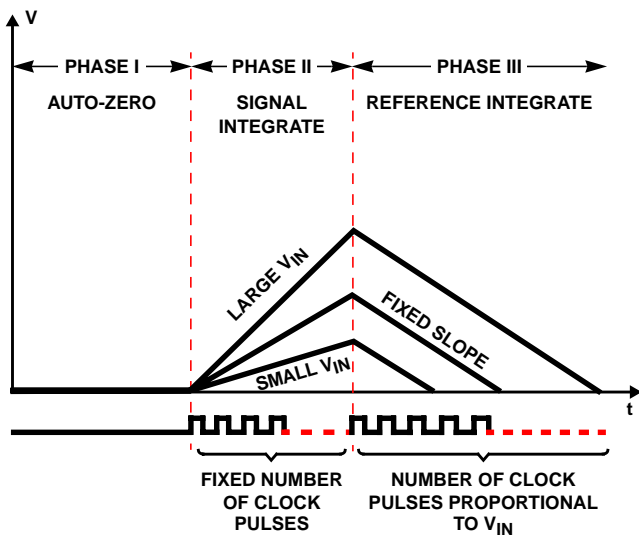 V
PHASE I
PHASE II
PHASE III
AUTO-ZERO
SIGNAL
INTEGRATE
REFERENCE INTEGRATE
LARGE VIN
FIXED SLOPE
SMALL VIN
t
FIXED NUMBER
OF CLOCK
PULSES
NUMBER OF CLOCK
PULSES PROPORTIONAL
TO VIN